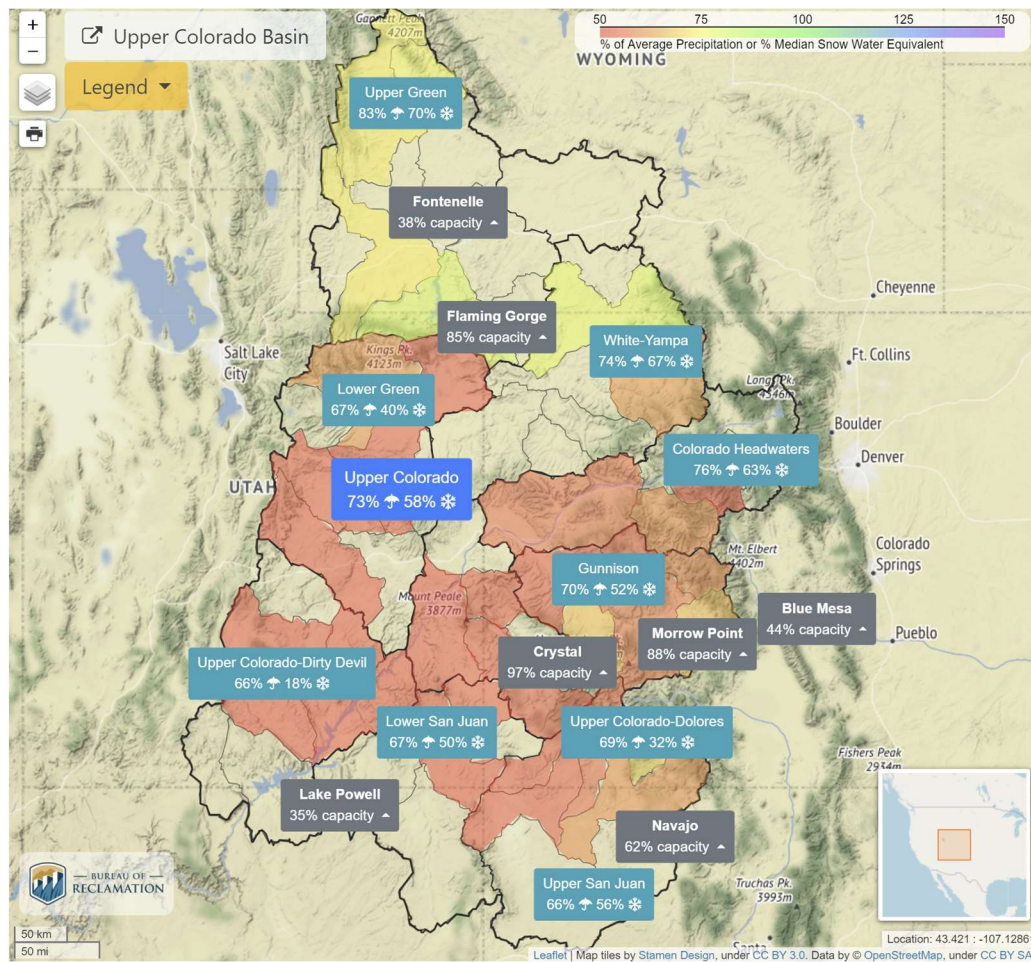 +
−
Upper Colorado Basin
Legend
50 75 100 125 150
% of Average Precipitation or % Median Snow Water Equivalent
Gannett Peak
4207m
WYOMING
Upper Green
83% 70%
Fontenelle
38% capacity
Cheyenne
Flaming Gorge
85% capacity
Salt Lake
City
Kings Pk.
4123m
White-Yampa
74% 67%
Ft. Collins
Lower Green
67% 40%
Longs Pk.
4346m
Boulder
Denver
Colorado Headwaters
76% 63%
UTAH
Upper Colorado
73% 58%
Mt. Elbert
4402m
Colorado
Springs
Gunnison
70% 52%
Mount Peale
3877m
Blue Mesa
44% capacity
Pueblo
Morrow Point
88% capacity
Crystal
97% capacity
Upper Colorado-Dirty Devil
66% 18%
Lower San Juan
67% 50%
Upper Colorado-Dolores
69% 32%
Fishers Peak
2934m
Lake Powell
35% capacity
Navajo
62% capacity
BUREAU OF
RECLAMATION
Upper San Juan
66% 56%
Truchas Pk.
3993m
Santa
50 km
50 mi
Location: 43.421 : -107.1286
Leaflet | Map tiles by Stamen Design, under CC BY 3.0. Data by © OpenStreetMap, under CC BY SA